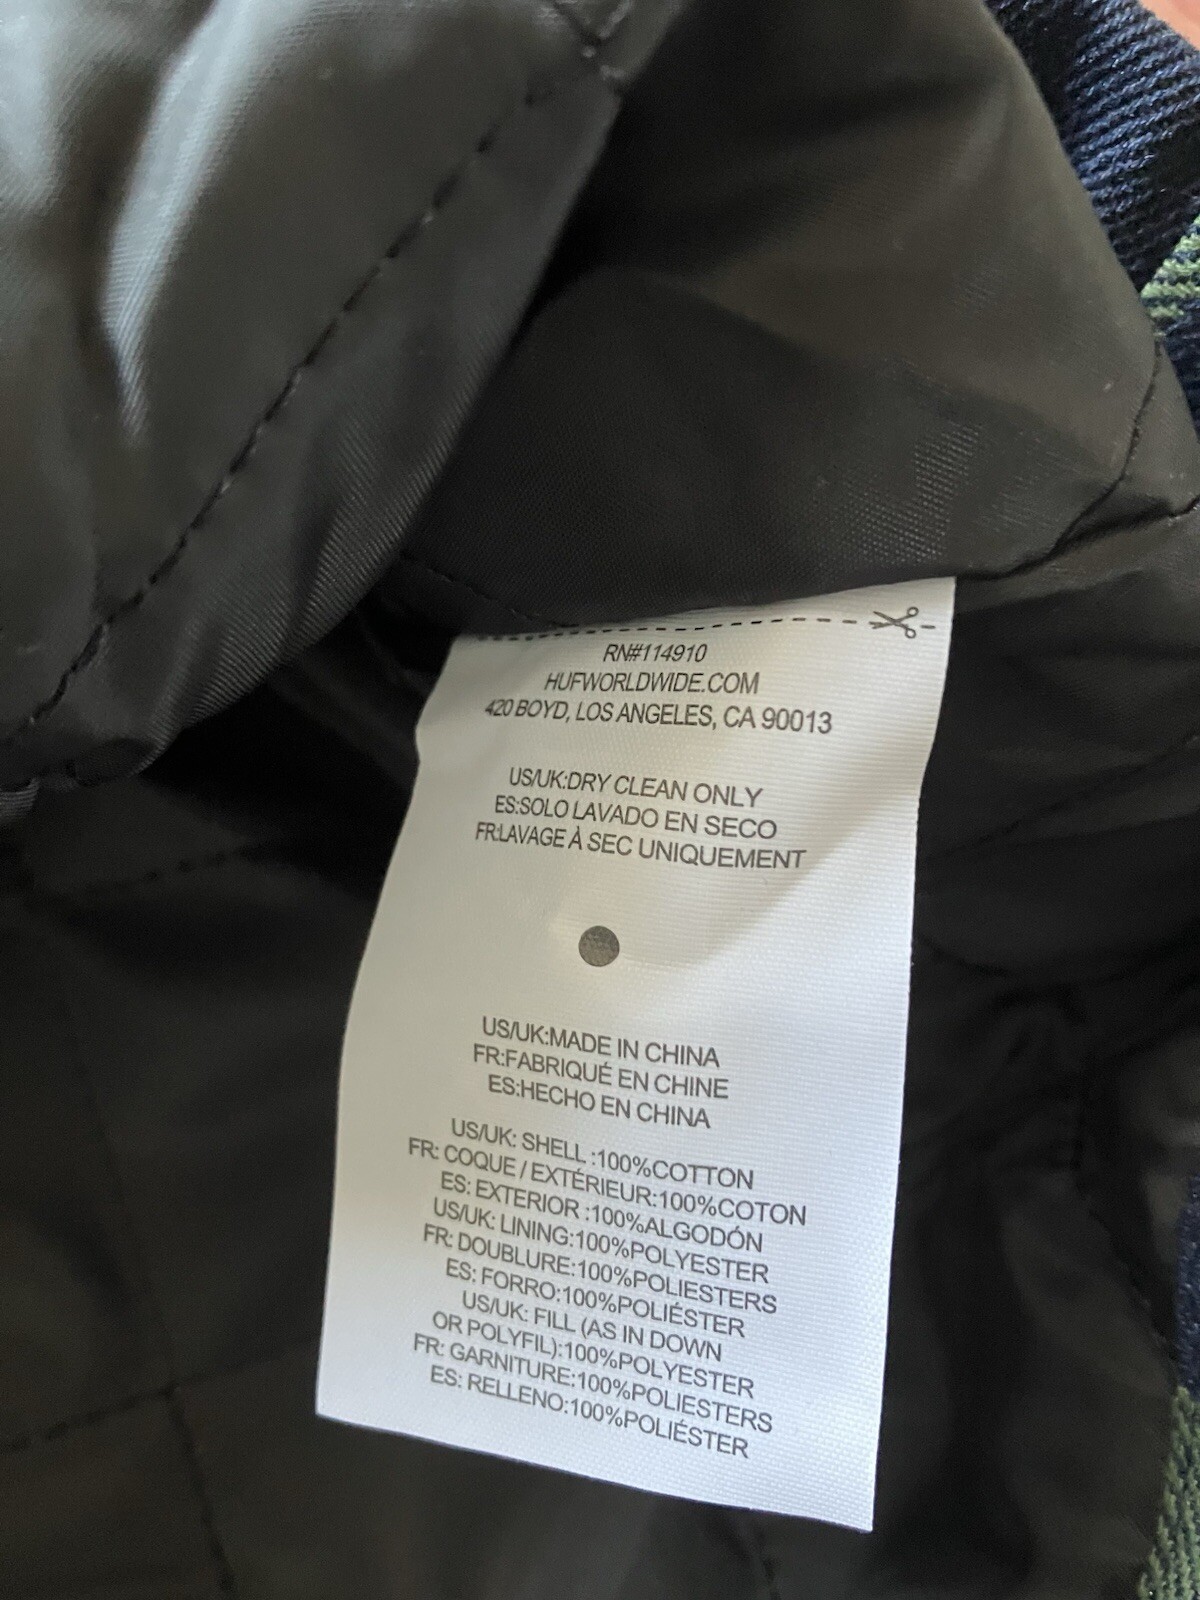 RN#114910
HUFWORLDWIDE.COM
420 BOYD, LOS ANGELES, CA 90013
US/UK:DRY CLEAN ONLY
ES:SOLO LAVADO EN SECO
FR:LAVAGE À SEC UNIQUEMENT
US/UK:MADE IN CHINA
FR:FABRIQUÉ EN CHINE
ES:HECHO EN CHINA
US/UK: SHELL :100%COTTON
FR: COQUE / EXTÉRIEUR:100%COTON
ES: EXTERIOR :100%ALGODÓN
US/UK: LINING:100%POLYESTER
FR: DOUBLURE:100%POLIESTERS
ES: FORRO:100%POLIÉSTER
US/UK: FILL (AS IN DOWN
OR POLYFIL):100%POLYESTER
FR: GARNITURE:100%POLIESTERS
ES: RELLENO:100%POLIÉSTER